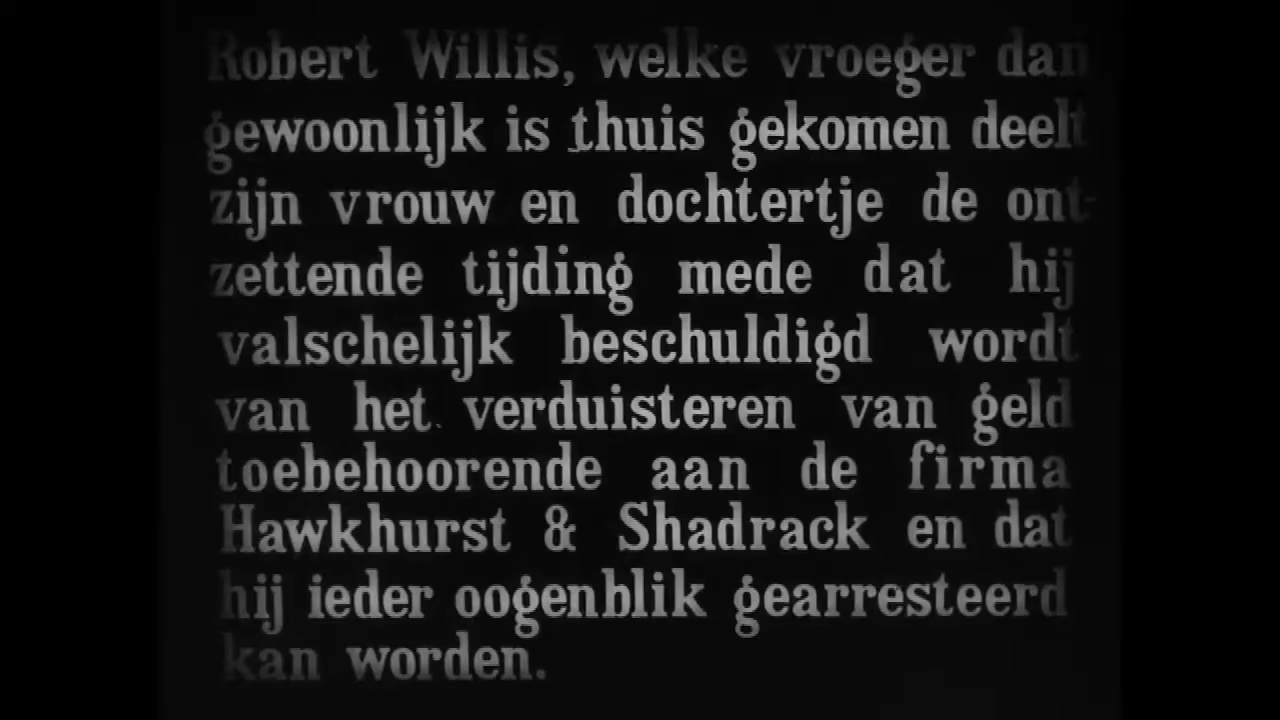 Robert Willis, welke vroeger dan
gewoonlijk is thuis gekomen deelt
zijn vrouw en dochtertje de ont-
zettende tijding mede dat hij
valschelijk beschuldigd wordt
van het verduisteren van geld
toebehoorende aan de firma
Hawkhurst & Shadrack en dat
hij ieder oogenblik gearresteerd
kan worden.